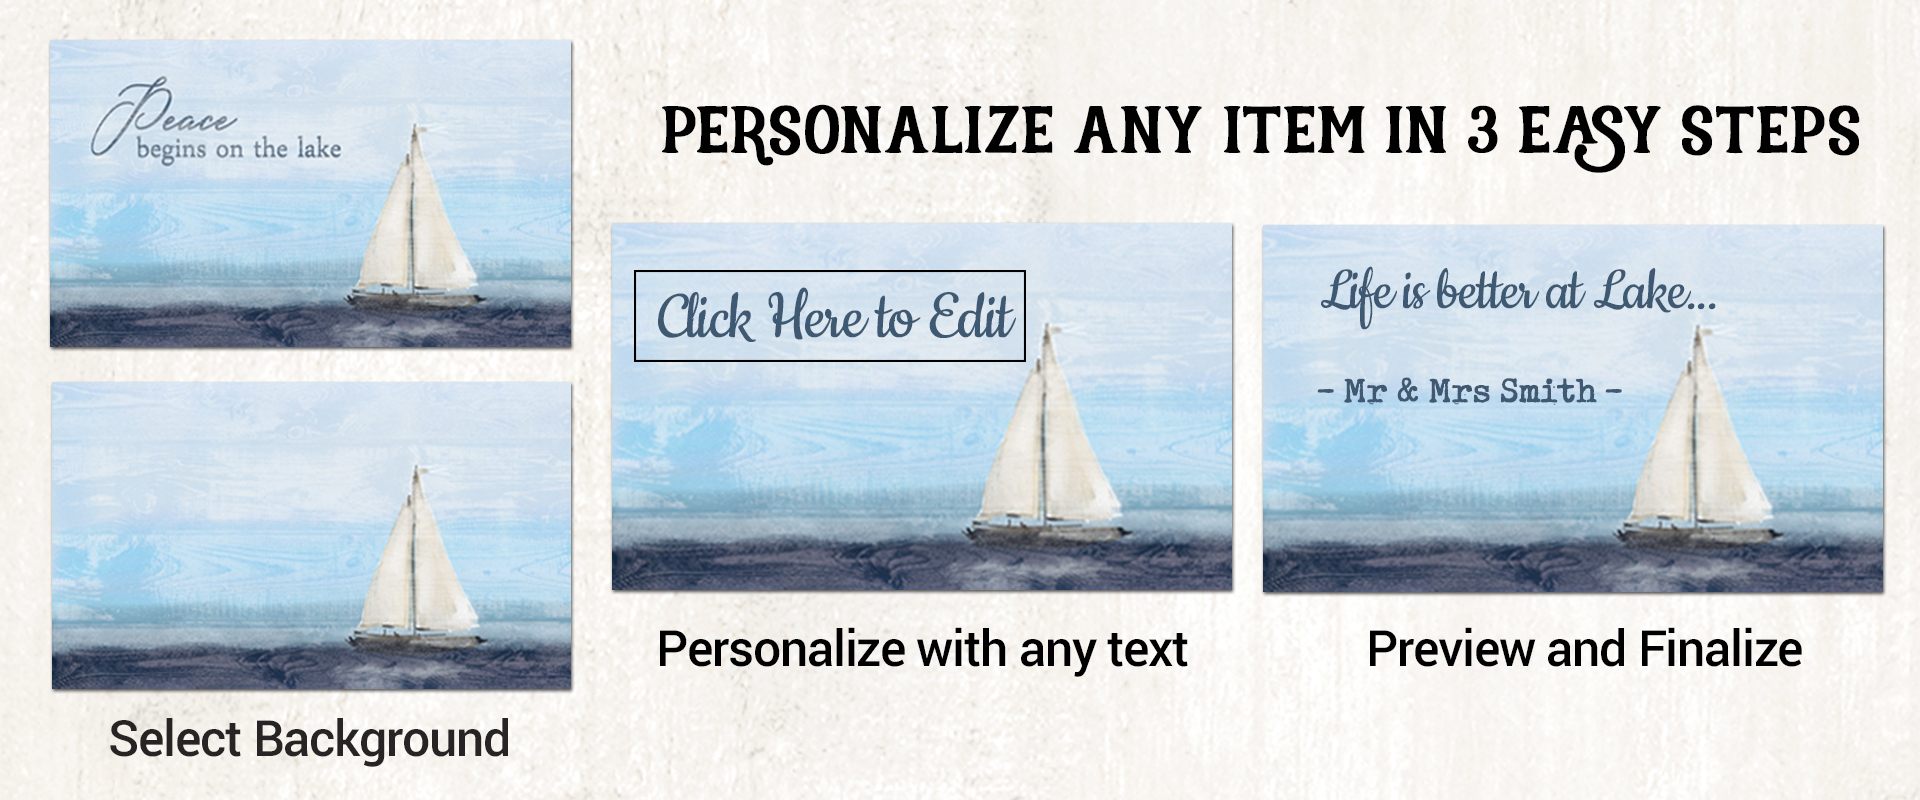 Peace
begins on the lake
PERSONALIZE ANY ITEM IN 3 EASY STEPS
Select Background
Click Here to Edit
Personalize with any text
Life is better at Lake...
- Mr & Mrs Smith -
Preview and Finalize